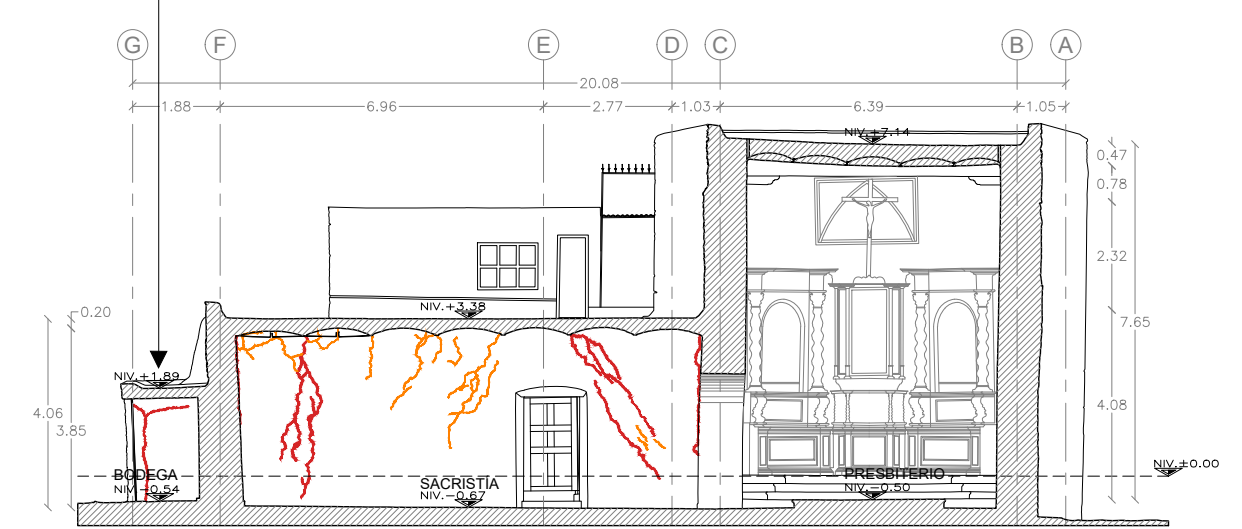 G F E D C B A
20.08
1.88 6.96 2.77 1.03 6.39 1.05
NIV.+7.14
0.47
0.78
2.32
7.65
4.08
NIV.+3.38
0.20
NIV.+1.89
4.06
3.85
NIV.±0.00
BODEGA
NIV.-0.54
SACRISTÍA
NIV.-0.67
PRESBITERIO
NIV.-0.50